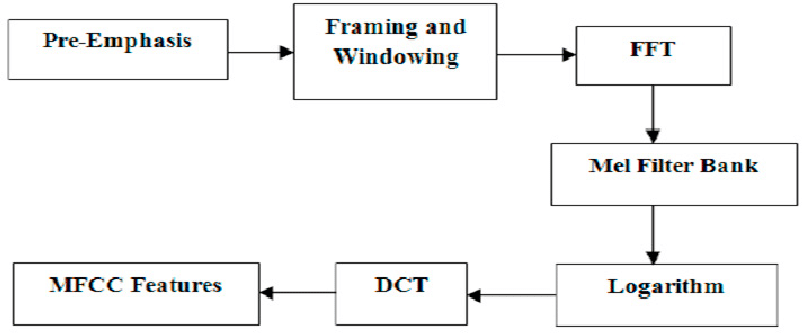 Pre-Emphasis
Framing and
Windowing
FFT
Mel Filter Bank
Logarithm
DCT
MFCC Features